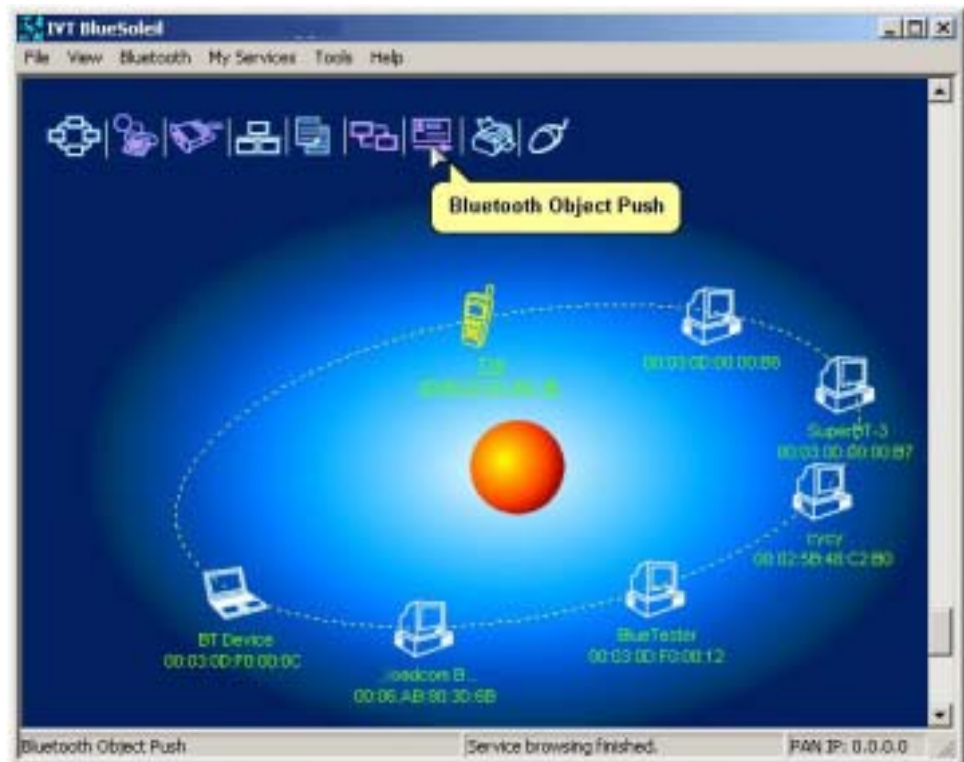 IVT BlueSoleil
File View Bluetooth My Services Tools Help
Bluetooth Object Push
00:03:0D:00:00:B6
SuperBT-3
00:03:0D:00:00:B7
cycy
00:02:5B:48:C2:B0
BlueTester
00:03:0D:F0:00:12
BT Device
00:03:0D:F0:00:0C
...oadcom B...
00:06:AB:90:3D:6B
Bluetooth Object Push
Service browsing finished.
PAN IP: 0.0.0.0